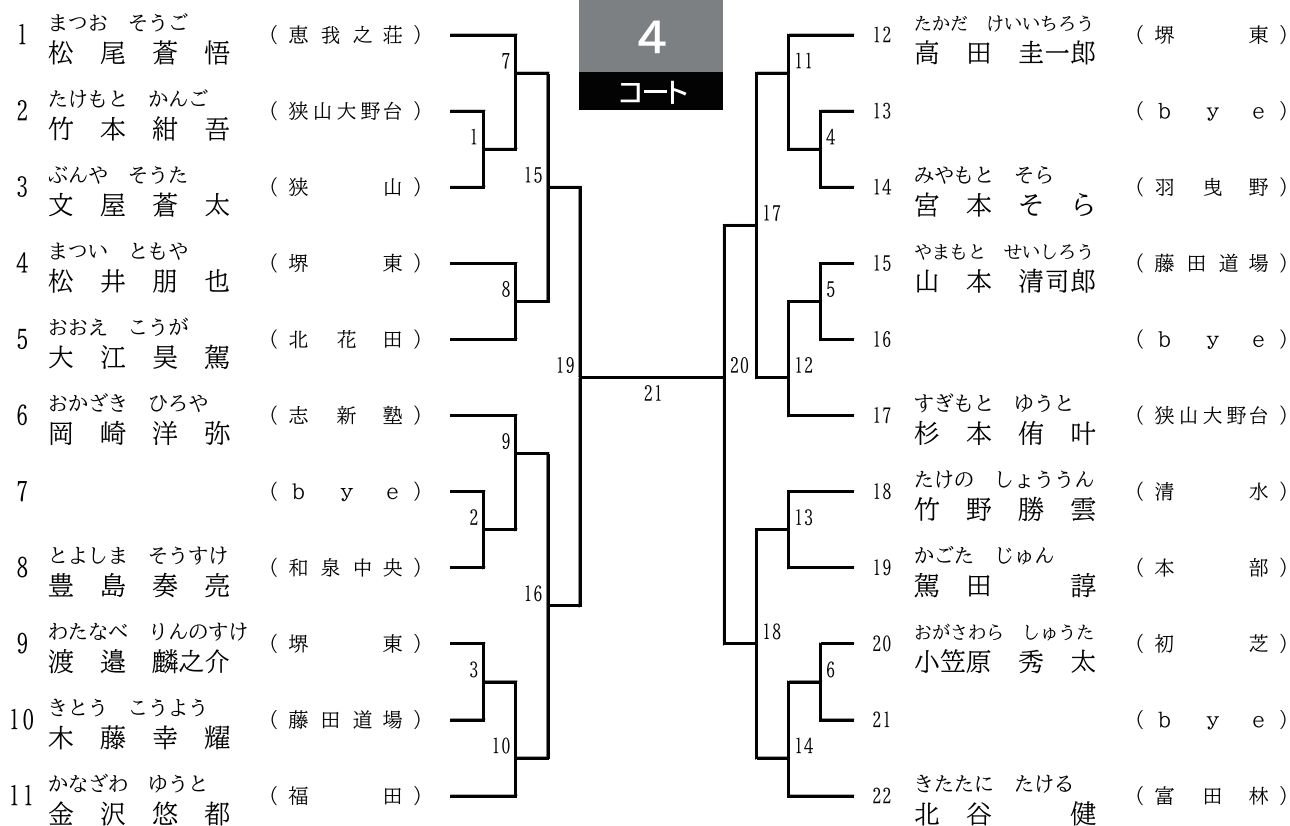 4
コート
1 まつお そうご
松尾蒼悟 (恵我之荘)
2 たけもと かんご
竹本紺吾 (狭山大野台)
3 ぶんや そうた
文屋蒼太 (狭山)
4 まつい ともや
松井朋也 (堺東)
5 おおえ こうが
大江昊駕 (北花田)
6 おかざき ひろや
岡崎洋弥 (志新塾)
7 (bye)
8 とよしま そうすけ
豊島奏亮 (和泉中央)
9 わたなべ りんのすけ
渡邉麟之介 (堺東)
10 きとう こうよう
木藤幸耀 (藤田道場)
11 かなざわ ゆうと
金沢悠都 (福田)
7
1
15
8
19
9
2
16
3
10
21
11
4
17
5
20
12
13
18
6
14
12 たかだ けいいちろう
高田圭一郎 (堺東)
13 (bye)
14 みやもと そら
宮本そら (羽曳野)
15 やまもと せいしろう
山本清司郎 (藤田道場)
16 (bye)
17 すぎもと ゆうと
杉本侑叶 (狭山大野台)
18 たけの しょううん
竹野勝雲 (清水)
19 かごた じゅん
駕田諄 (本部)
20 おがさわら しゅうた
小笠原秀太 (初芝)
21 (bye)
22 きたたに たける
北谷健 (富田林)